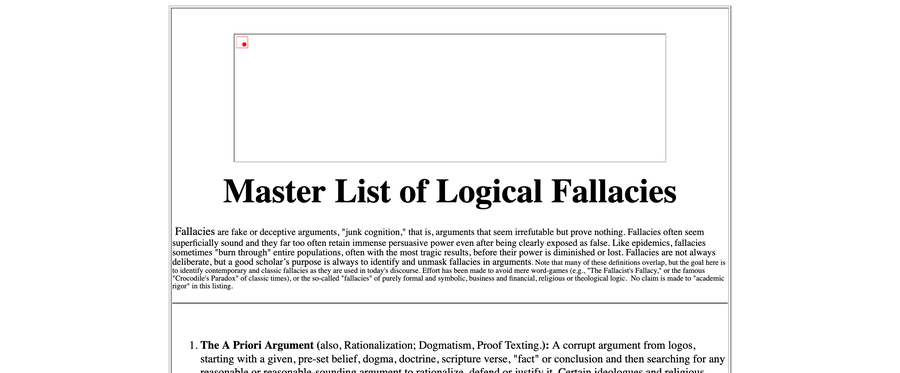 Master List of Logical Fallacies
Fallacies are fake or deceptive arguments, "junk cognition," that is, arguments that seem irrefutable but prove nothing. Fallacies often seem
superficially sound and they far too often retain immense persuasive power even after being clearly exposed as false. Like epidemics, fallacies
sometimes "burn through" entire populations, often with the most tragic results, before their power is diminished or lost. Fallacies are not always
deliberate, but a good scholar's purpose is always to identify and unmask fallacies in arguments. Note that many of these definitions overlap, but the goal here is
to identify contemporary and classic fallacies as they are used in today's discourse. Effort has been made to avoid mere word-games (e.g., "The Fallacist's Fallacy," or the famous
"Crocodile's Paradox" of classic times), or the so-called "fallacies" of purely formal and symbolic, business and financial, religious or theological logic.  No claim is made to "academic
rigor" in this listing.
1. The A Priori Argument (also, Rationalization; Dogmatism, Proof Texting.): A corrupt argument from logos,
starting with a given, pre-set belief, dogma, doctrine, scripture verse, "fact" or conclusion and then searching for any
reasonable or reasonable-sounding argument to rationalize, defend or justify it. Certain ideologues and religious